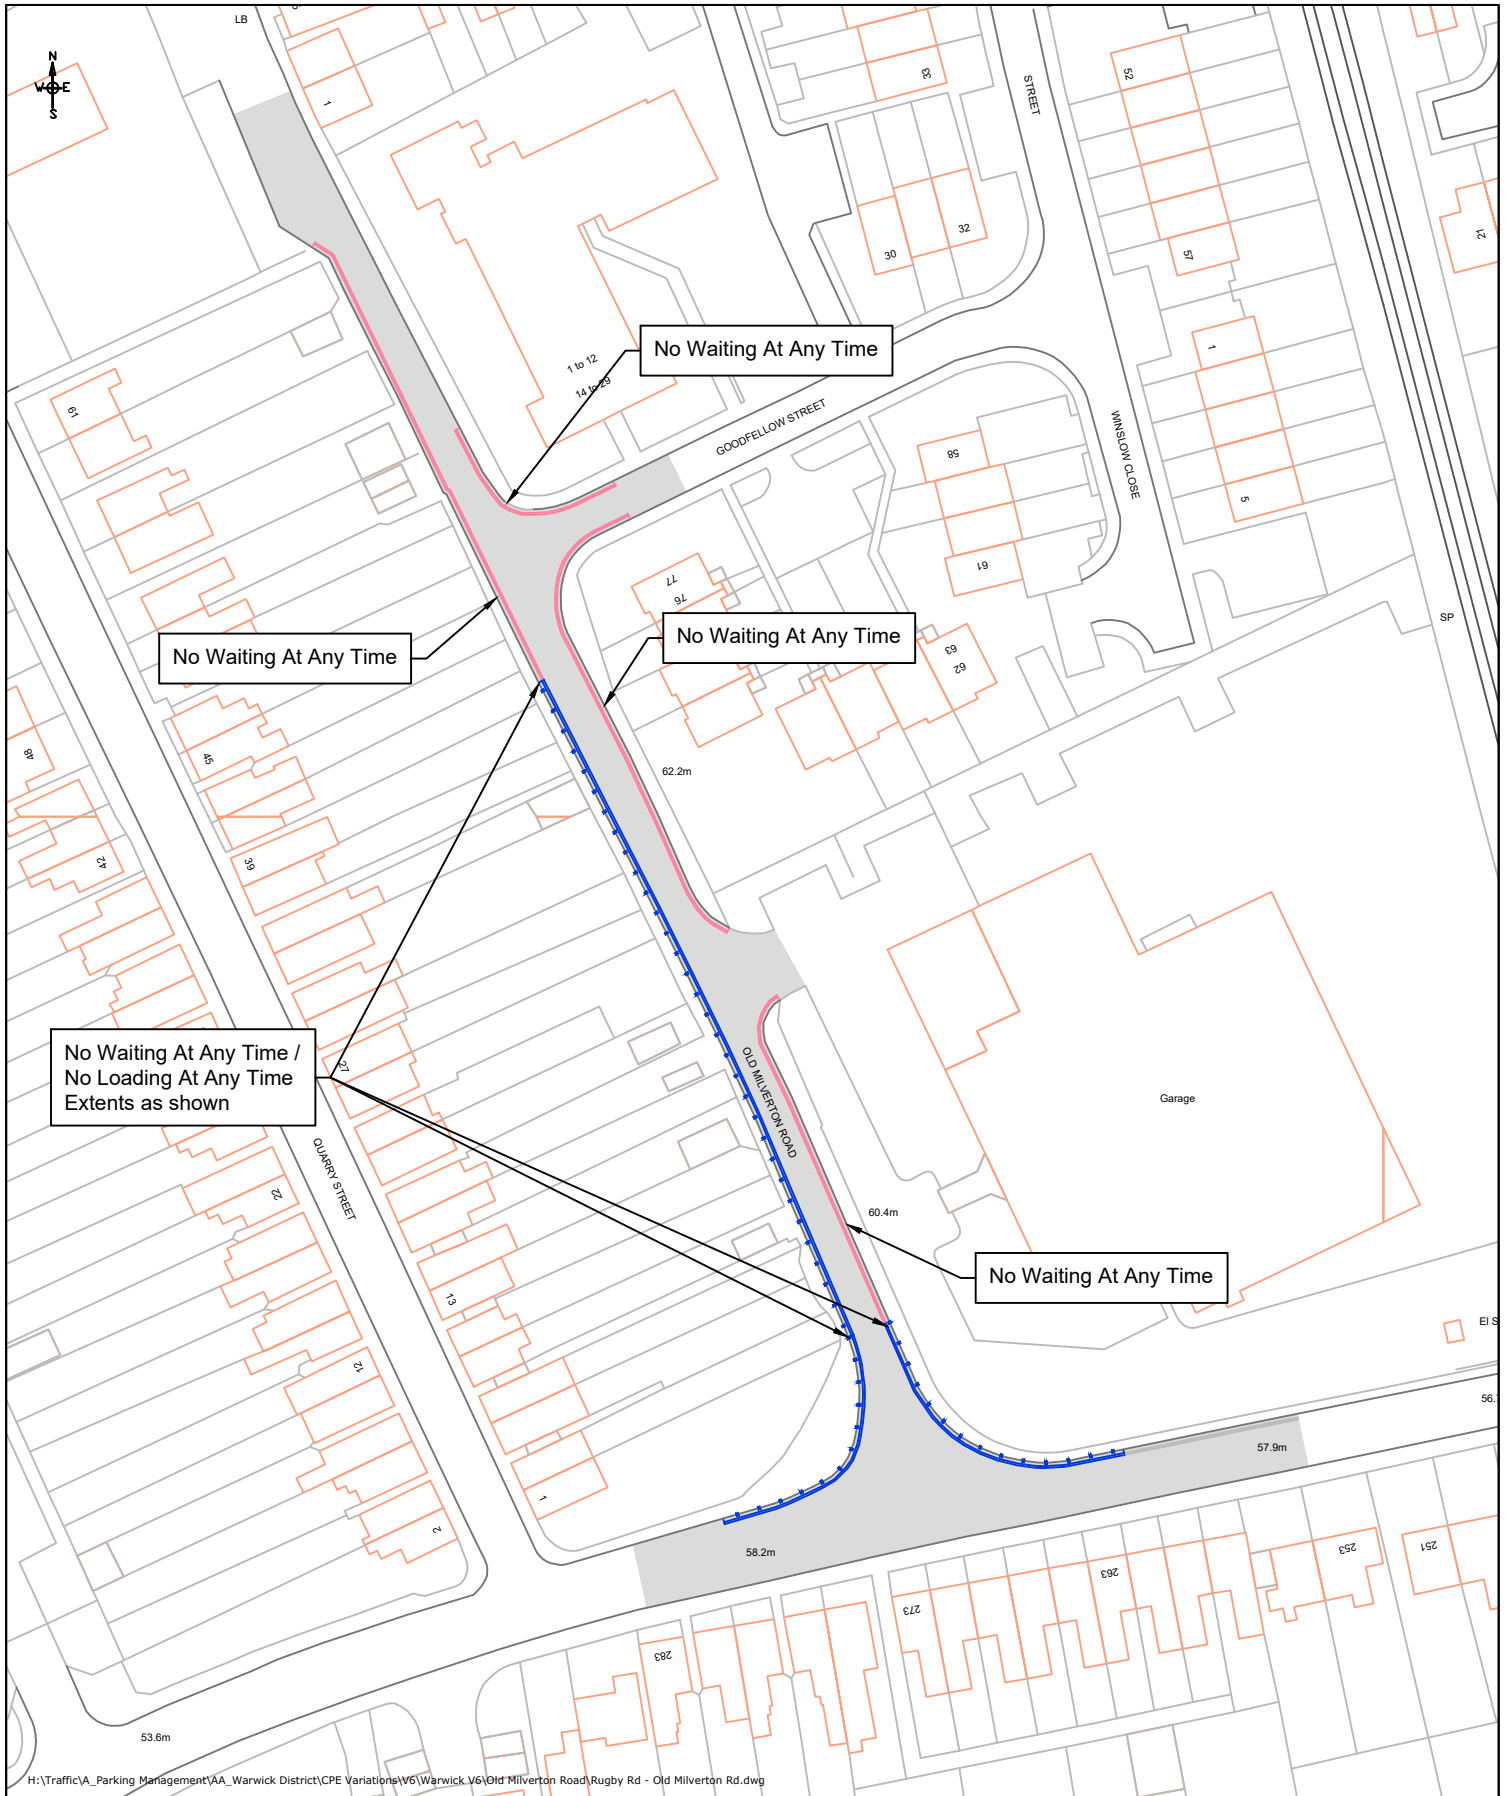 LB
N
W E
S
1
33
STREET
52
32
30
57
21
No Waiting At Any Time
1 to 12
14 to 29
1
61
GOODFELLOW STREET
WINSLOW CLOSE
58
5
61
77
76
No Waiting At Any Time
No Waiting At Any Time
63
62
SP
48
45
62.2m
42
39
No Waiting At Any Time /
No Loading At Any Time
Extents as shown
27
OLD MILVERTON ROAD
Garage
QUARRY STREET
22
60.4m
No Waiting At Any Time
13
El S
12
56.
57.9m
1
2
58.2m
253
251
263
273
283
53.6m
H:\Traffic\A_Parking Management\AA_Warwick District\CPE Variations\V6\Warwick V6\Old Milverton Road\Rugby Rd - Old Milverton Rd.dwg